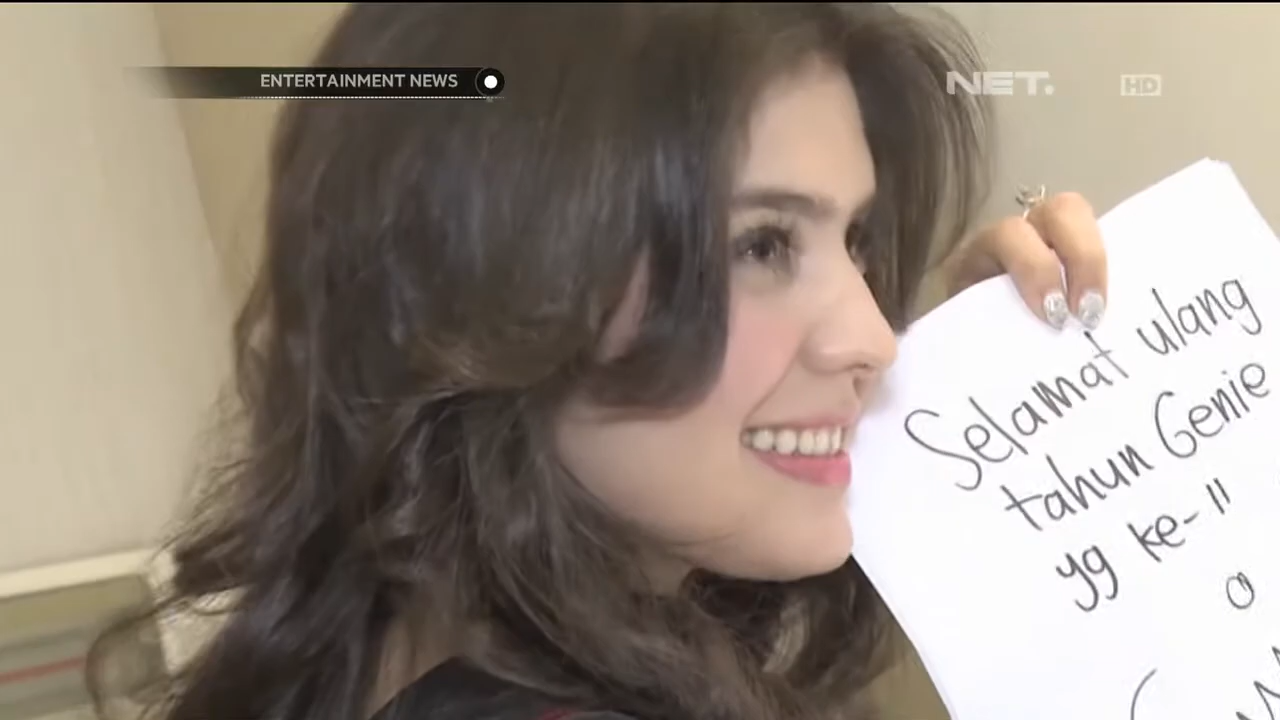 ENTERTAINMENT NEWS
NET.
HD
Selamat ulang
tahun Genie
yg ke-11